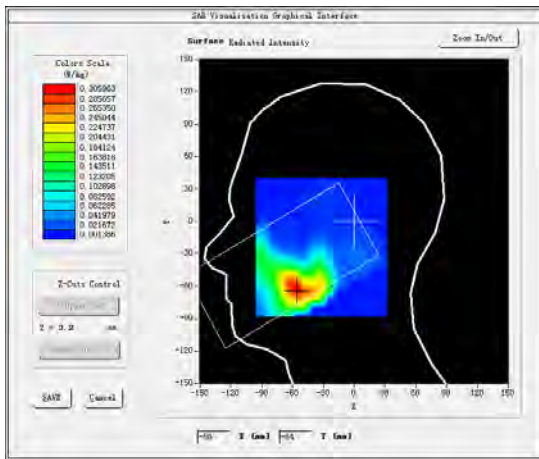 SAR Visualisation Graphical Interface
Surface Radiated Intensity
Zoom In/Out
Colors Scale
(W/kg)
0.305963
0.285657
0.265350
0.245044
0.224737
0.204431
0.184124
0.163818
0.143511
0.123205
0.102898
0.082592
0.062285
0.041979
0.021672
0.001366
150
120
90
60
30
0
-30
-60
-90
-120
-150
Y
-150 -120 -90 -60 -30 0 30 60 90 120 150
X
Z-Cuts Control
Z = 3.2 mm
SAVE Cancel
X (mm) Y (mm)